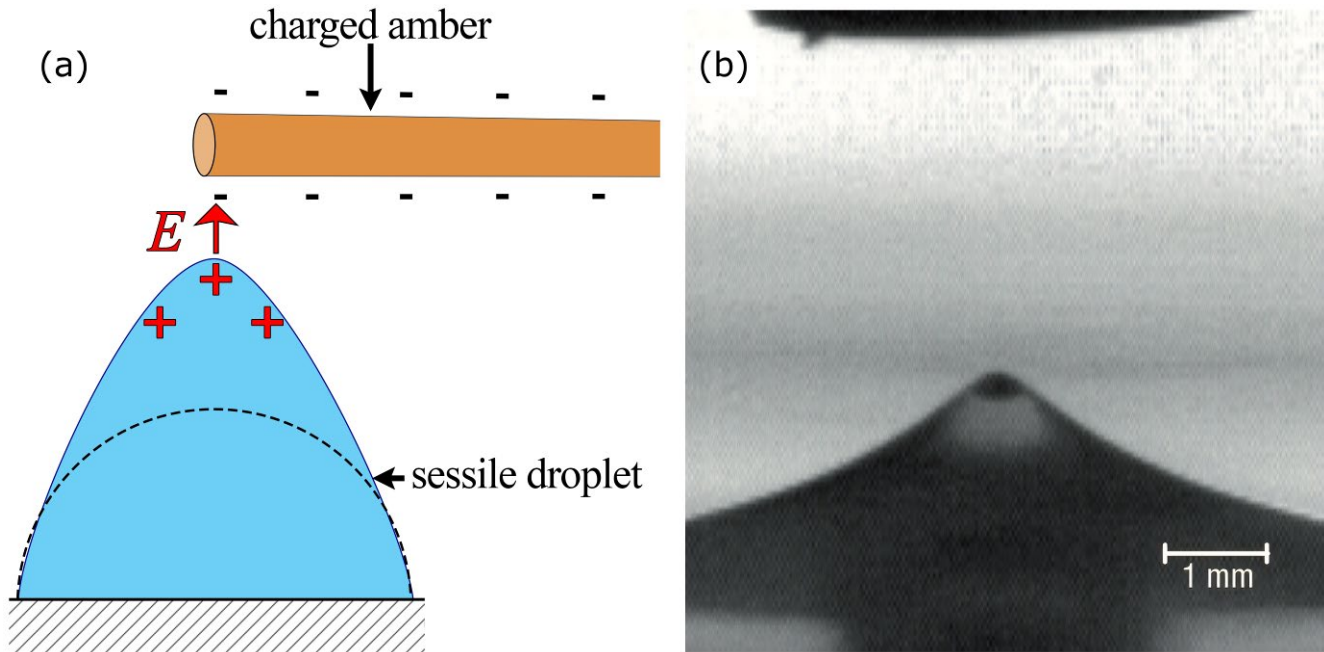 (a)
charged amber
- - - - -
- - - - -
E
+
+ +
sessile droplet
(b)
1 mm